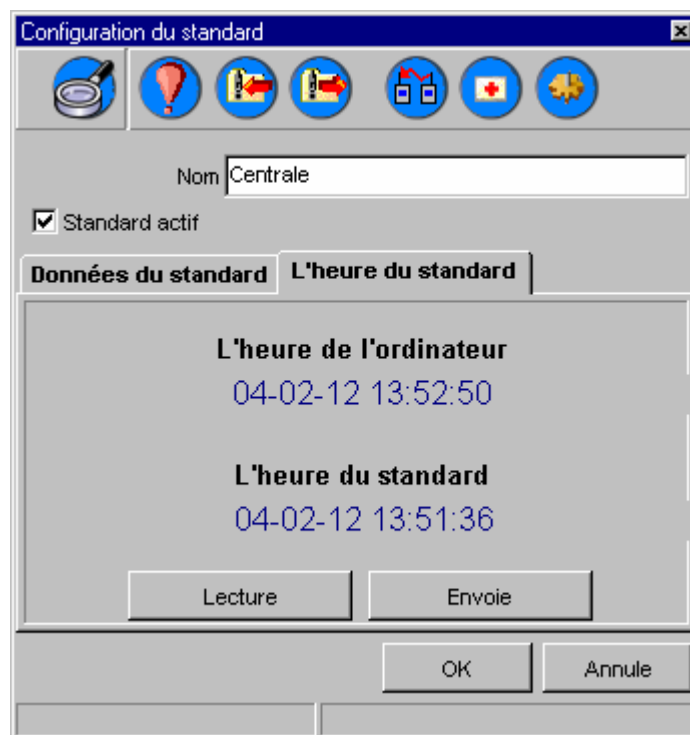 Configuration du standard
Nom Centrale
Standard actif
Données du standard L'heure du standard
L'heure de l'ordinateur
04-02-12 13:52:50
L'heure du standard
04-02-12 13:51:36
Lecture Envoie
OK Annule